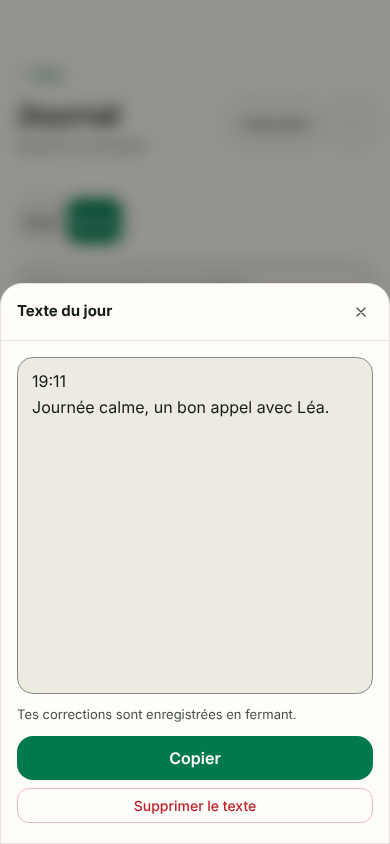 Journal
Texte du jour
19:11
Journée calme, un bon appel avec Léa.
Tes corrections sont enregistrées en fermant.
Copier
Supprimer le texte